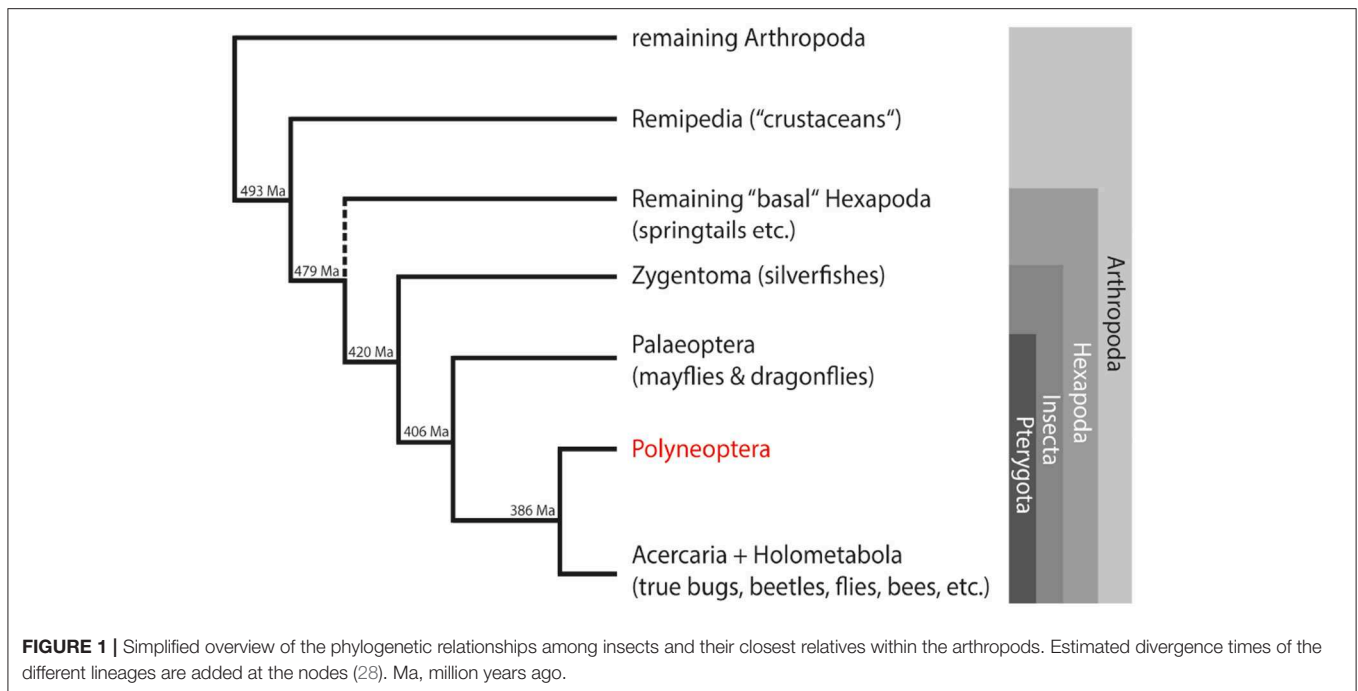 remaining Arthropoda
Remipedia ("crustaceans“)
493 Ma
Remaining “basal“ Hexapoda
(springtails etc.)
479 Ma
Zygentoma (silverfishes)
420 Ma
Palaeoptera
(mayflies & dragonflies)
406 Ma
Polyneoptera
386 Ma
Acercaria + Holometabola
(true bugs, beetles, flies, bees, etc.)
Pterygota
Insecta
Hexapoda
Arthropoda
FIGURE 1 | Simplified overview of the phylogenetic relationships among insects and their closest relatives within the arthropods. Estimated divergence times of the
different lineages are added at the nodes (28). Ma, million years ago.